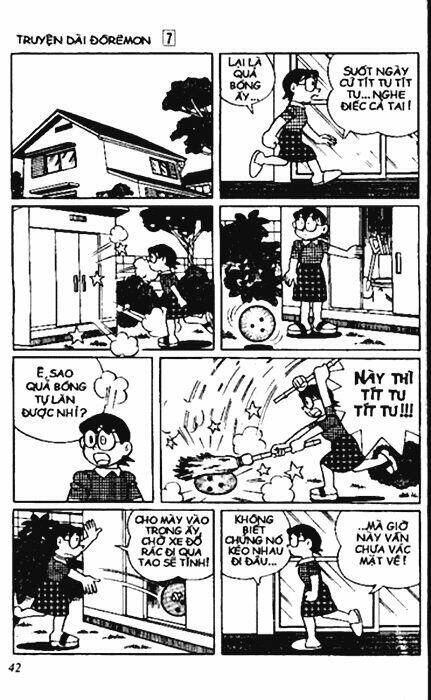 TRUYỆN DÀI ĐÔRÊMON 7
LẠI LÀ
QUẢ
BÓNG
ẤY...
SUỐT NGÀY
CỨ TÍT TU TÍT
TU... NGHE
ĐIẾC CẢ TAI!
Ê, SAO
QUẢ BÓNG
TỰ LĂN
ĐƯỢC NHỈ?
NÀY THÌ
TÍT TU
TÍT TU!!!
CHO MÀY VÀO
TRONG ẤY
CHỜ XE ĐỔ
RÁC ĐI QUA
TAO SẼ TÍNH!
KHÔNG
BIẾT
CHÚNG NÓ
KÉO NHAU
ĐI ĐÂU...
...MÀ GIỜ
NÀY VẪN
CHƯA VÁC
MẶT VỀ!
42